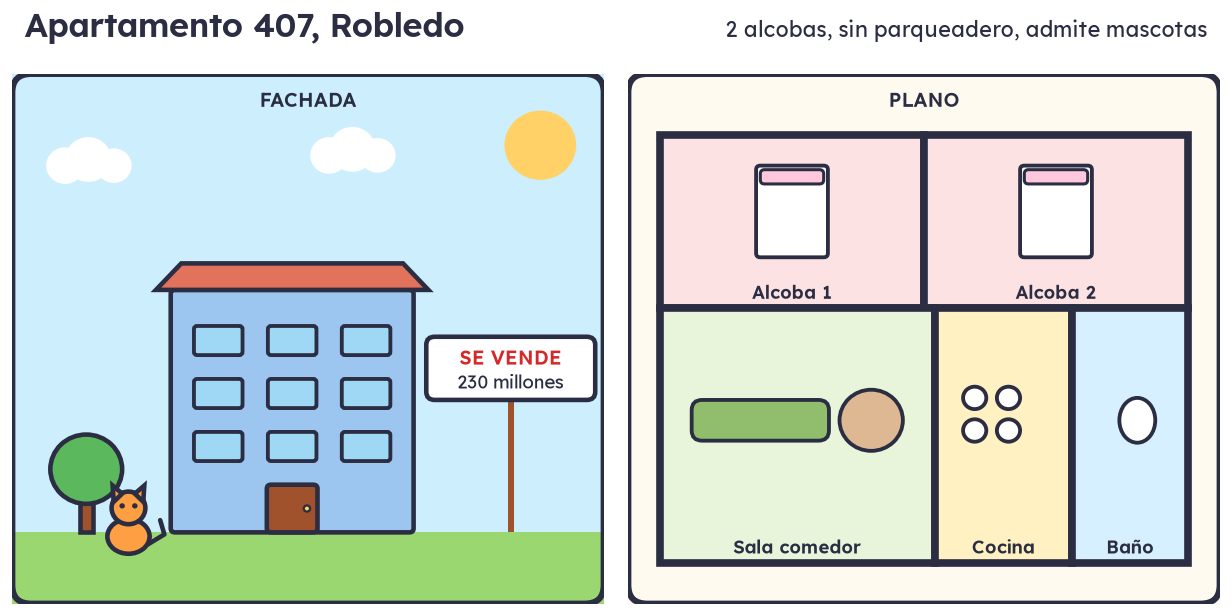 Apartamento 407, Robledo
2 alcobas, sin parqueadero, admite mascotas
FACHADA
SE VENDE
230 millones
PLANO
Alcoba 1
Alcoba 2
Sala comedor
Cocina
Baño